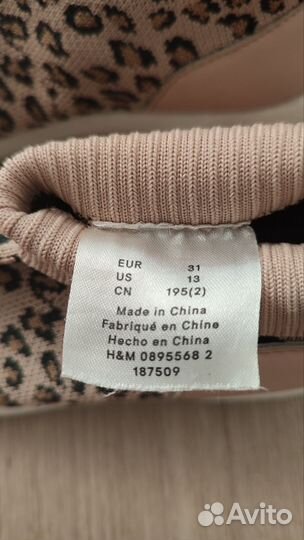 EUR 31
US 13
CN 195(2)
Made in China
Fabriqué en Chine
Hecho en China
H&M 0895568 2
187509
Avito